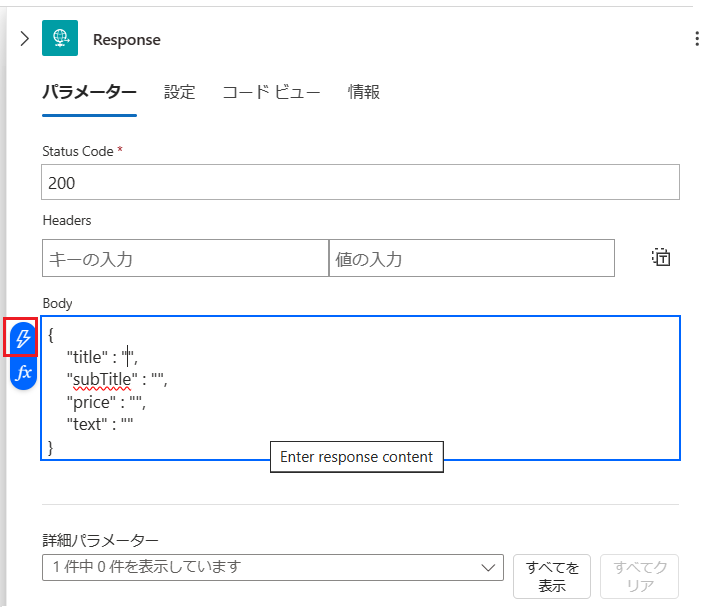 Response
パラメーター 設定 コード ビュー 情報
Status Code *
200
Headers
キーの入力 値の入力
Body
{
"title" : "",
"subTitle" : "",
"price" : "",
"text" : ""
}
fx
Enter response content
詳細パラメーター
1 件中 0 件を表示しています
すべてを
表示
すべてク
リア